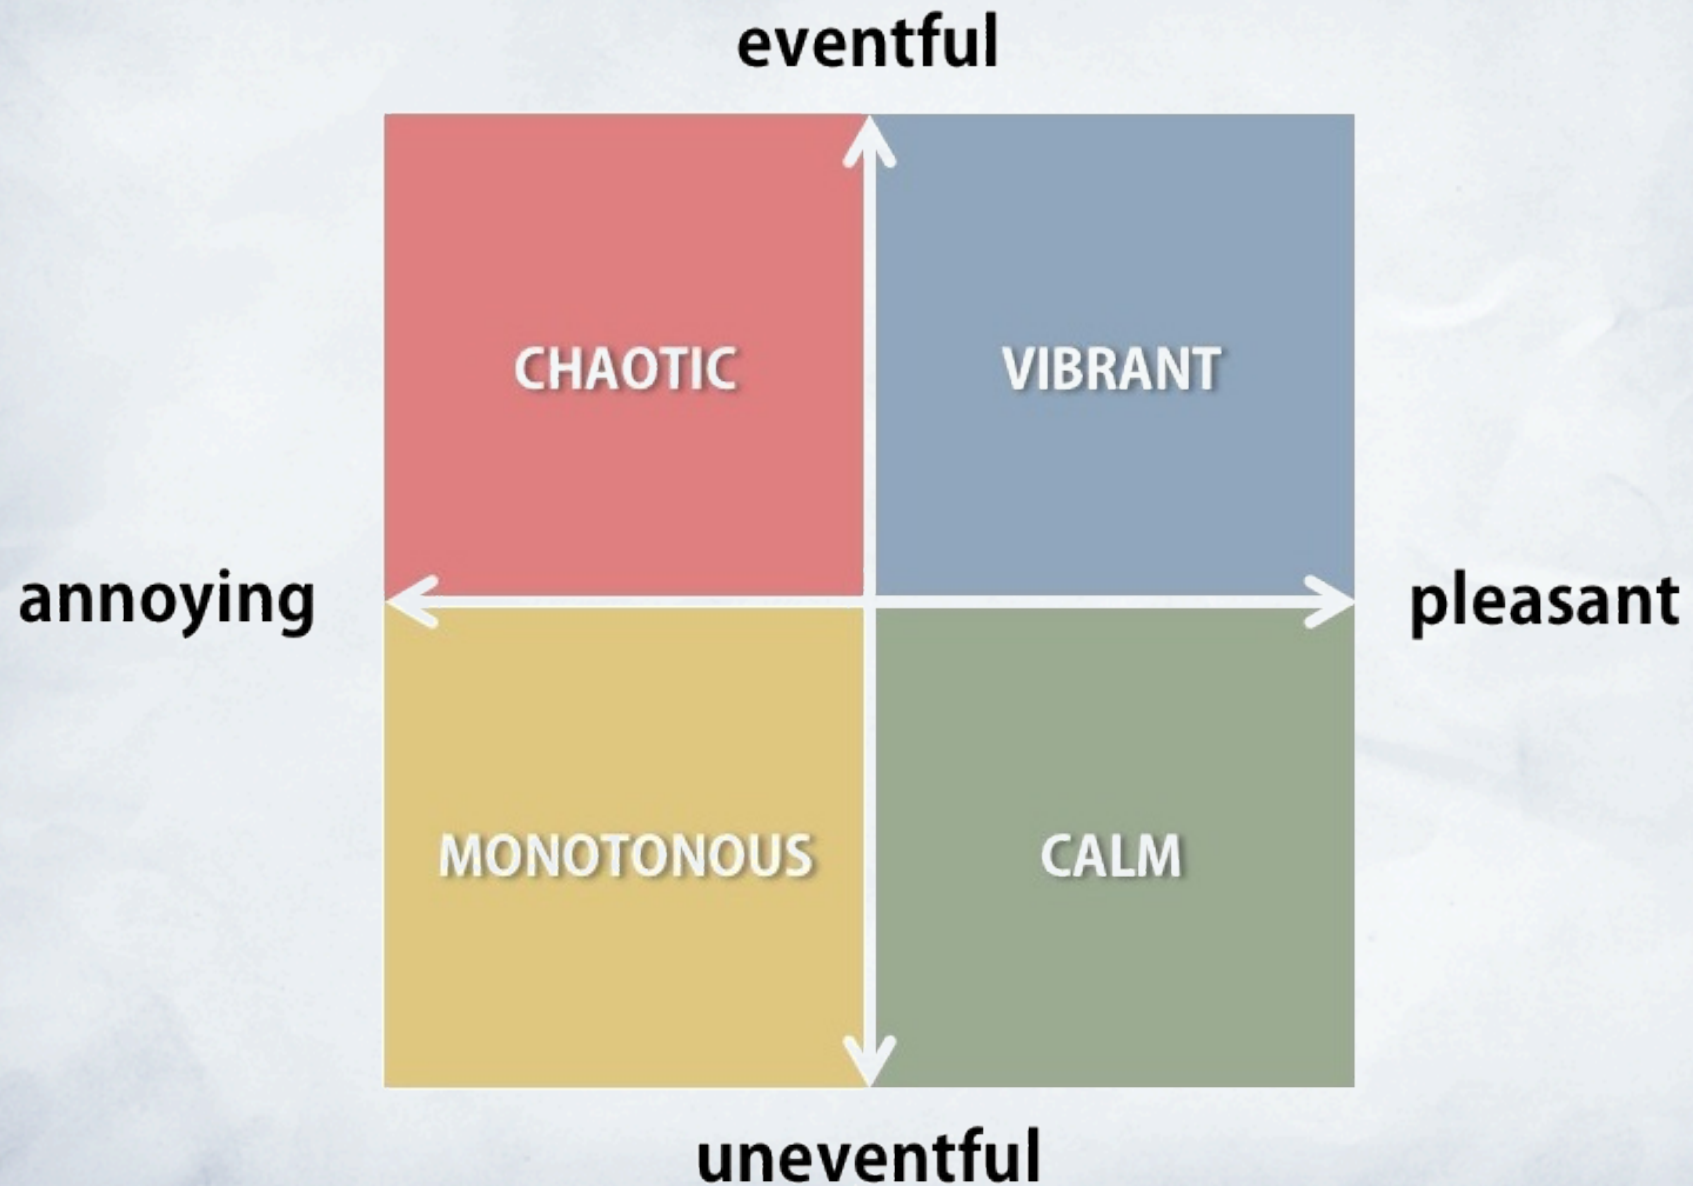 eventful
CHAOTIC
VIBRANT
annoying
pleasant
MONOTONOUS
CALM
uneventful